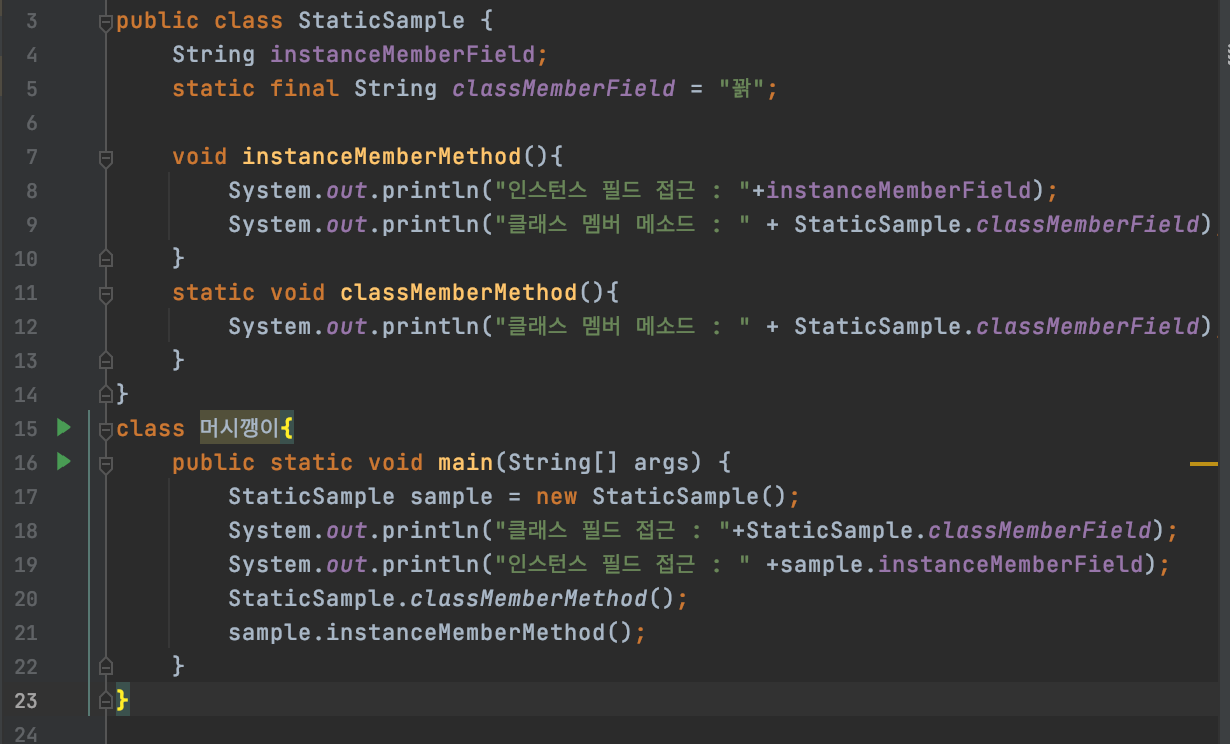 3 public class StaticSample {
4 String instanceMemberField;
5 static final String classMemberField = "꽑";
6
7 void instanceMemberMethod(){
8 System.out.println("인스턴스 필드 접근 : "+instanceMemberField);
9 System.out.println("클래스 멤버 메소드 : " + StaticSample.classMemberField)
10 }
11 static void classMemberMethod(){
12 System.out.println("클래스 멤버 메소드 : " + StaticSample.classMemberField)
13 }
14 }
15 class 머시깽이{
16 public static void main(String[] args) {
17 StaticSample sample = new StaticSample();
18 System.out.println("클래스 필드 접근 : "+StaticSample.classMemberField);
19 System.out.println("인스턴스 필드 접근 : " +sample.instanceMemberField);
20 StaticSample.classMemberMethod();
21 sample.instanceMemberMethod();
22 }
23 }
24